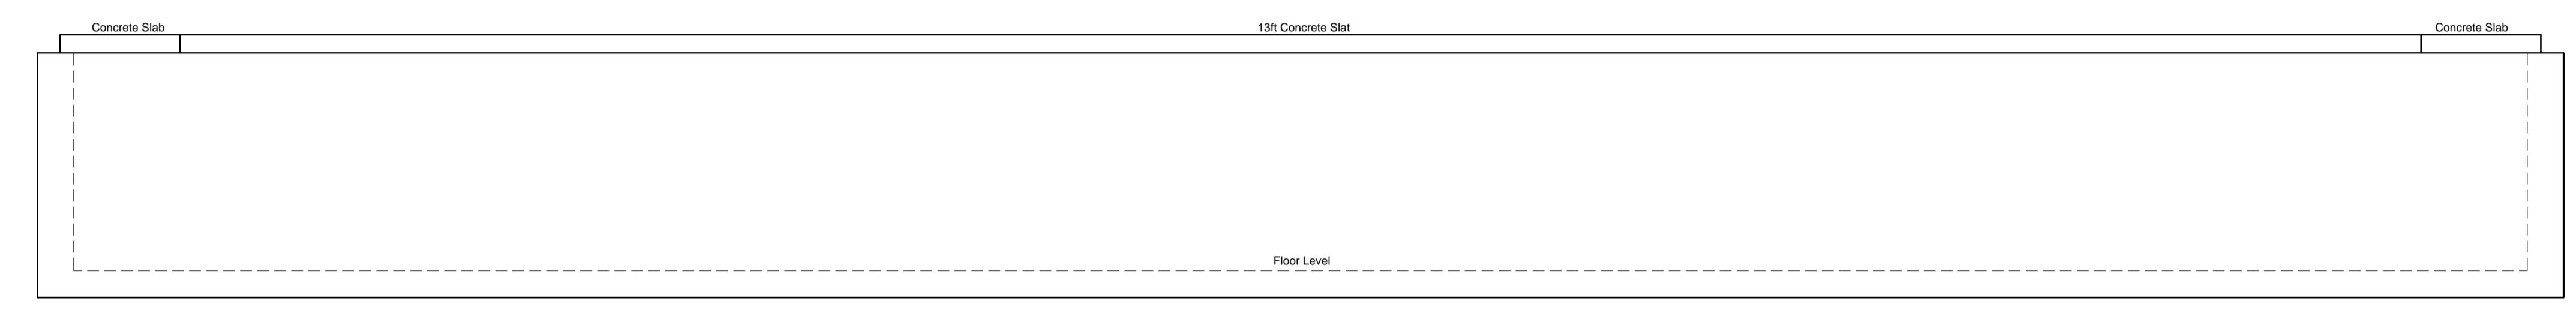 Concrete Slab
13ft Concrete Slat
Concrete Slab
Floor Level